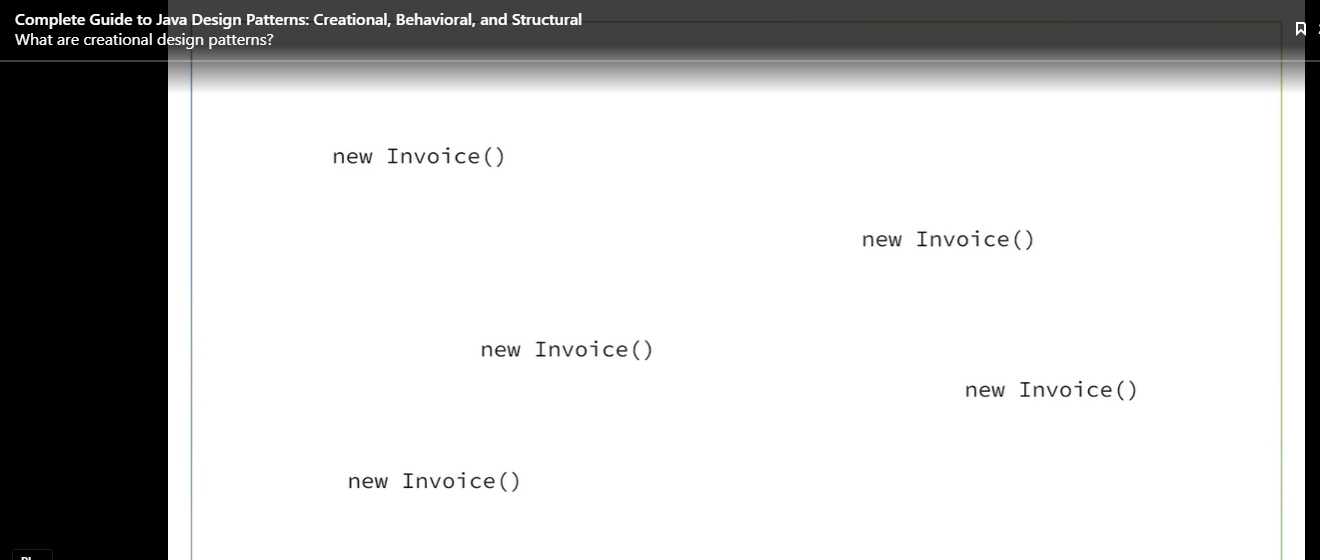 Complete Guide to Java Design Patterns: Creational, Behavioral, and Structural
What are creational design patterns?
new Invoice()
new Invoice()
new Invoice()
new Invoice()
new Invoice()